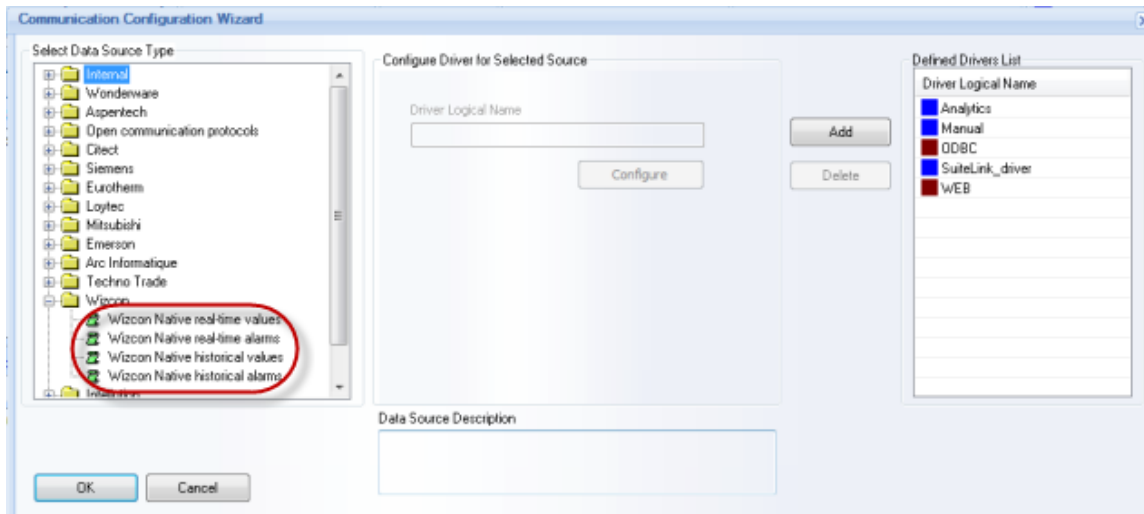 Communication Configuration Wizard
Select Data Source Type
Internal
Wonderware
Aspentech
Open communication protocols
Citect
Siemens
Eurotherm
Loytec
Mitsubishi
Emerson
Arc Informatique
Techno Trade
Wizcon
Wizcon Native real-time values
Wizcon Native real-time alarms
Wizcon Native historical values
Wizcon Native historical alarms
Intellution
Configure Driver for Selected Source
Driver Logical Name
Configure
Add
Delete
Defined Drivers List
Driver Logical Name
Analytics
Manual
ODBC
SuiteLink_driver
WEB
Data Source Description
OK
Cancel